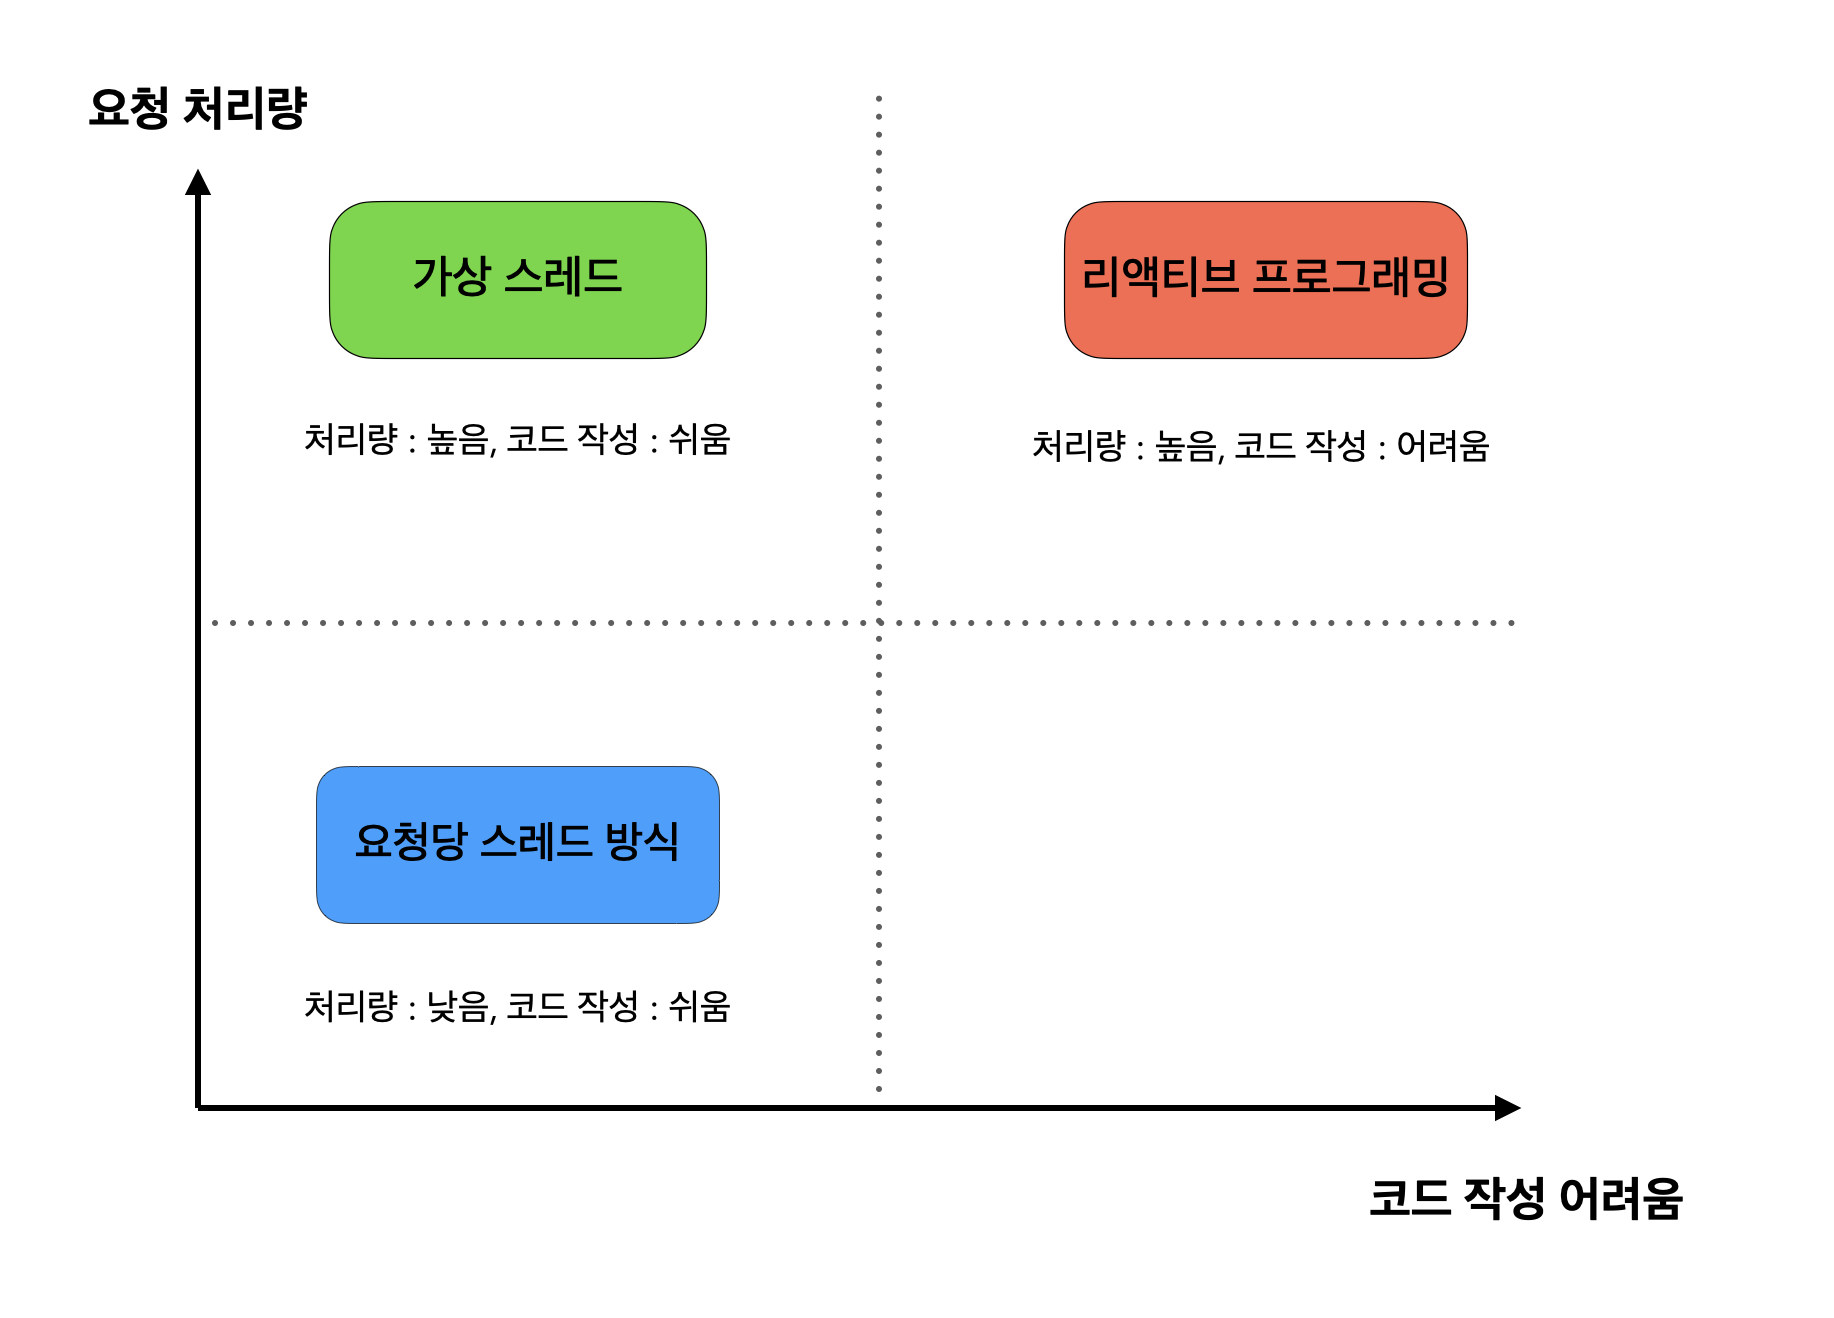 요청 처리량
가상 스레드
리액티브 프로그래밍
처리량 : 높음, 코드 작성 : 쉬움
처리량 : 높음, 코드 작성 : 어려움
요청당 스레드 방식
처리량 : 낮음, 코드 작성 : 쉬움
코드 작성 어려움